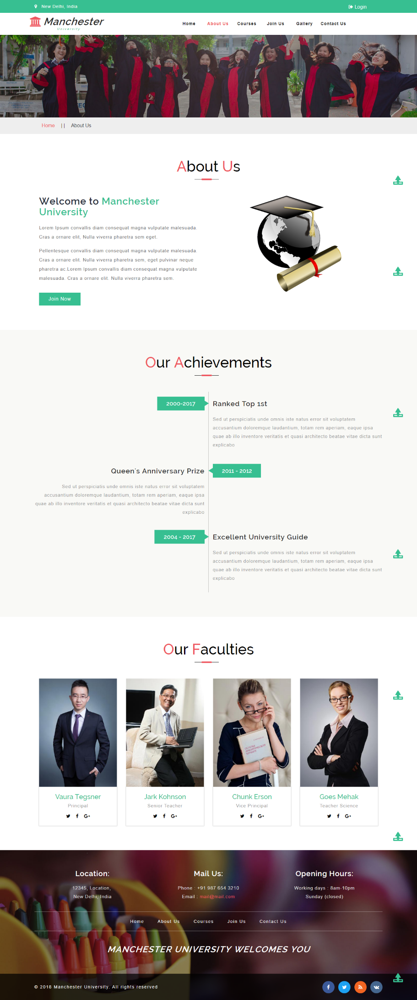 New Delhi, India
Login
Manchester
University
Home
About Us
Courses
Join Us
Gallery
Contact Us
Home || About Us
About Us
Welcome to Manchester
University
Lorem Ipsum convallis diam consequat magna vulputate malesuada.
Cras a ornare elit, Nulla viverra pharetra sem eget.
Pellentesque convallis diam consequat magna vulputate malesuada.
Cras a ornare elit. Nulla viverra pharetra sem, eget pulvinar neque
pharetra ac.Lorem Ipsum convallis diam consequat magna vulputate
malesuada. Cras a ornare elit. Nulla viverra pharetra sem.
Join Now
Our Achievements
2000-2017
Ranked Top 1st
Sed ut perspiciatis unde omnis iste natus error sit voluptatem
accusantium doloremque laudantium, totam rem aperiam, eaque ipsa
quae ab illo inventore veritatis et quasi architecto beatae vitae dicta sunt
explicabo
Queen's Anniversary Prize
2011 - 2012
Sed ut perspiciatis unde omnis iste natus error sit voluptatem
accusantium doloremque laudantium, totam rem aperiam, eaque ipsa
quae ab illo inventore veritatis et quasi architecto beatae vitae dicta sunt
explicabo
2004 - 2017
Excellent University Guide
Sed ut perspiciatis unde omnis iste natus error sit voluptatem
accusantium doloremque laudantium, totam rem aperiam, eaque ipsa
quae ab illo inventore veritatis et quasi architecto beatae vitae dicta sunt
explicabo
Our Faculties
ОСНОВЫ
АНАЛИТИЧЕСКОЙ
ХИМИИ
Vaura Tegsner
Principal
Jark Kohnson
Senior Teacher
Chunk Erson
Vice Principal
Goes Mehak
Teacher Science
Location:
12345, Location,
New Delhi, India
Mail Us:
Phone : +91 987 654 3210
Email : mail@mail.com
Opening Hours:
Working days : 8am-10pm
Sunday (closed)
Home
About Us
Courses
Join Us
Contact Us
MANCHESTER UNIVERSITY WELCOMES YOU
© 2018 Manchester University. All rights reserved